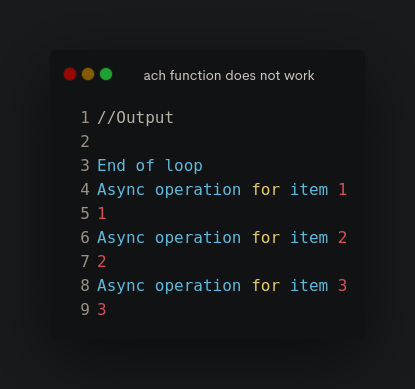 ach function does not work
1 //Output
2
3 End of loop
4 Async operation for item 1
5 1
6 Async operation for item 2
7 2
8 Async operation for item 3
9 3